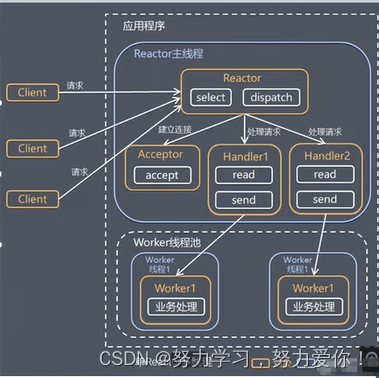 应用程序
Reactor主线程
Reactor
select
dispatch
Client
Client
Client
请求
请求
请求
建立连接
处理请求
处理请求
Acceptor
accept
Handler1
read
send
Handler2
read
send
Worker线程池
Worker
线程1
Worker1
业务处理
Worker
线程1
Worker1
业务处理
CSDN @努力学习，努力爱你！